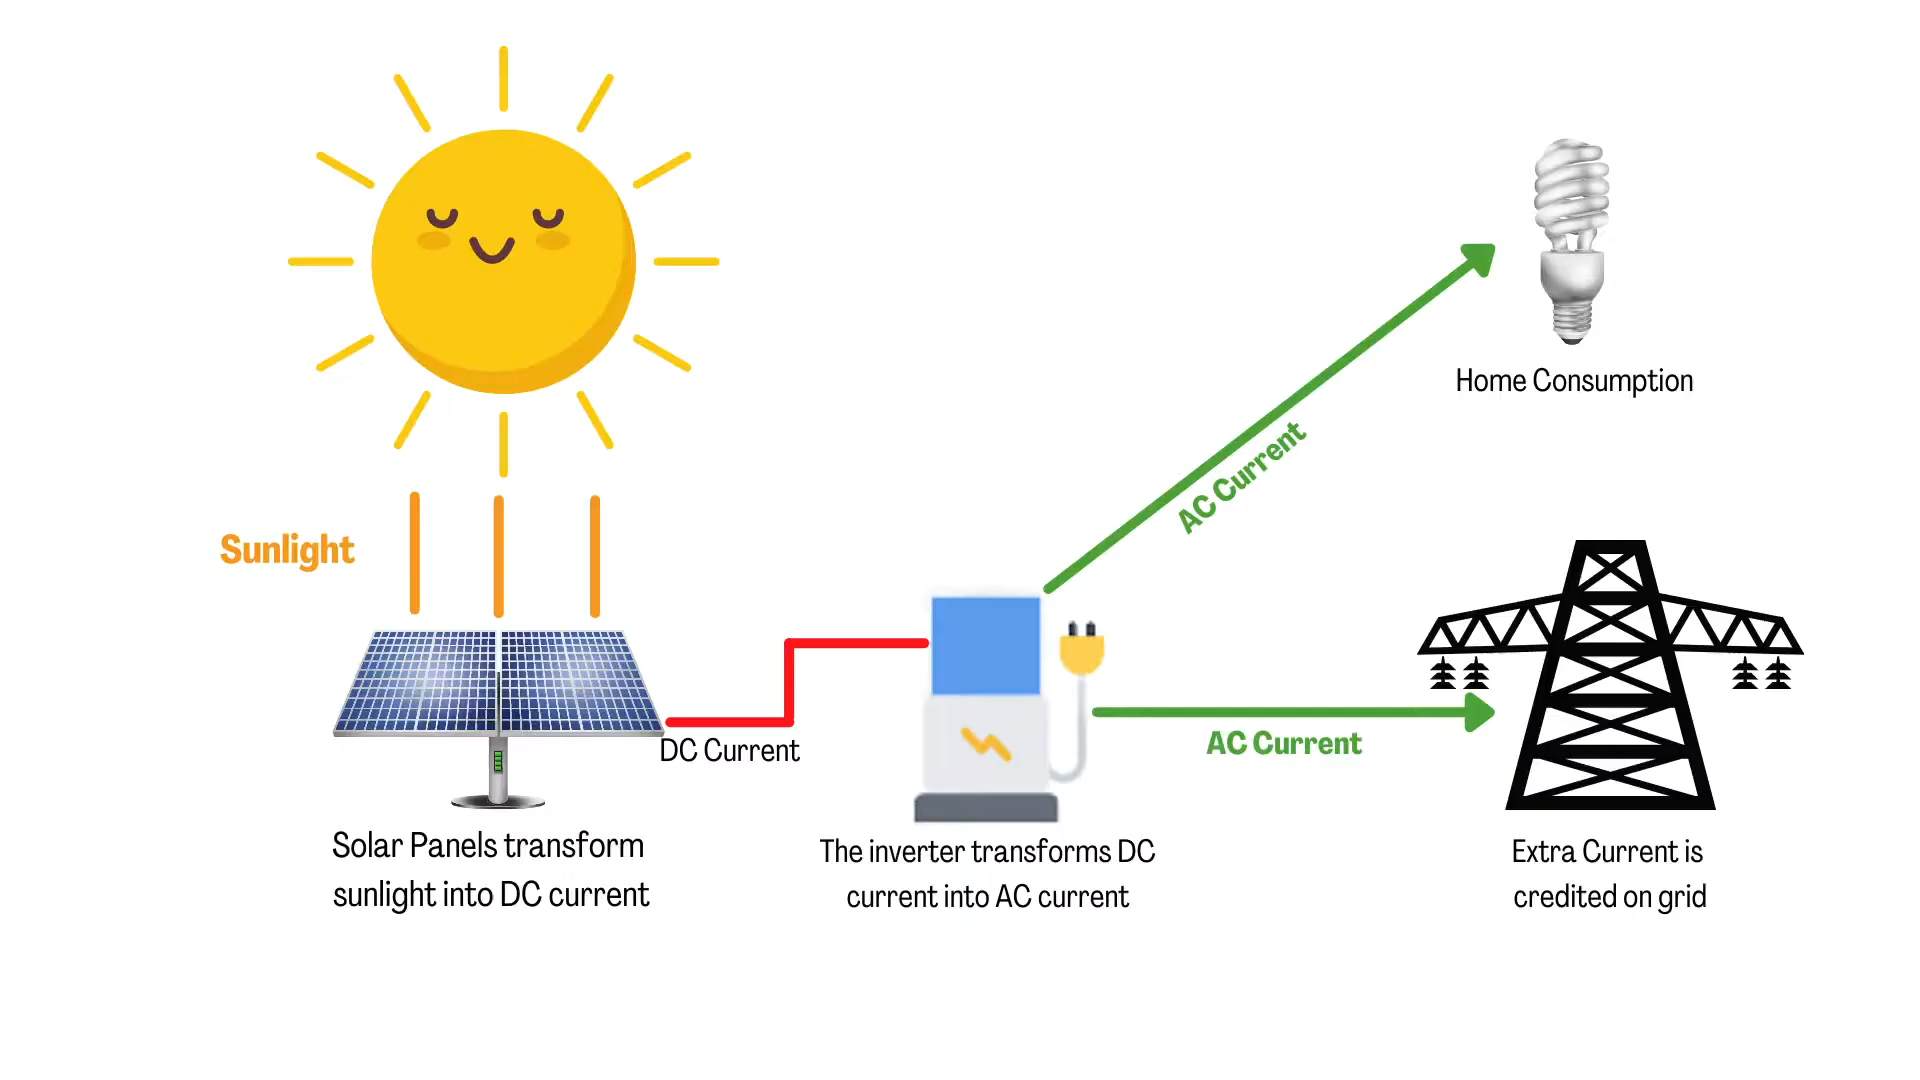 Sunlight
DC Current
Solar Panels transform
sunlight into DC current
The inverter transforms DC
current into AC current
AC Current
Home Consumption
AC Current
Extra Current is
credited on grid